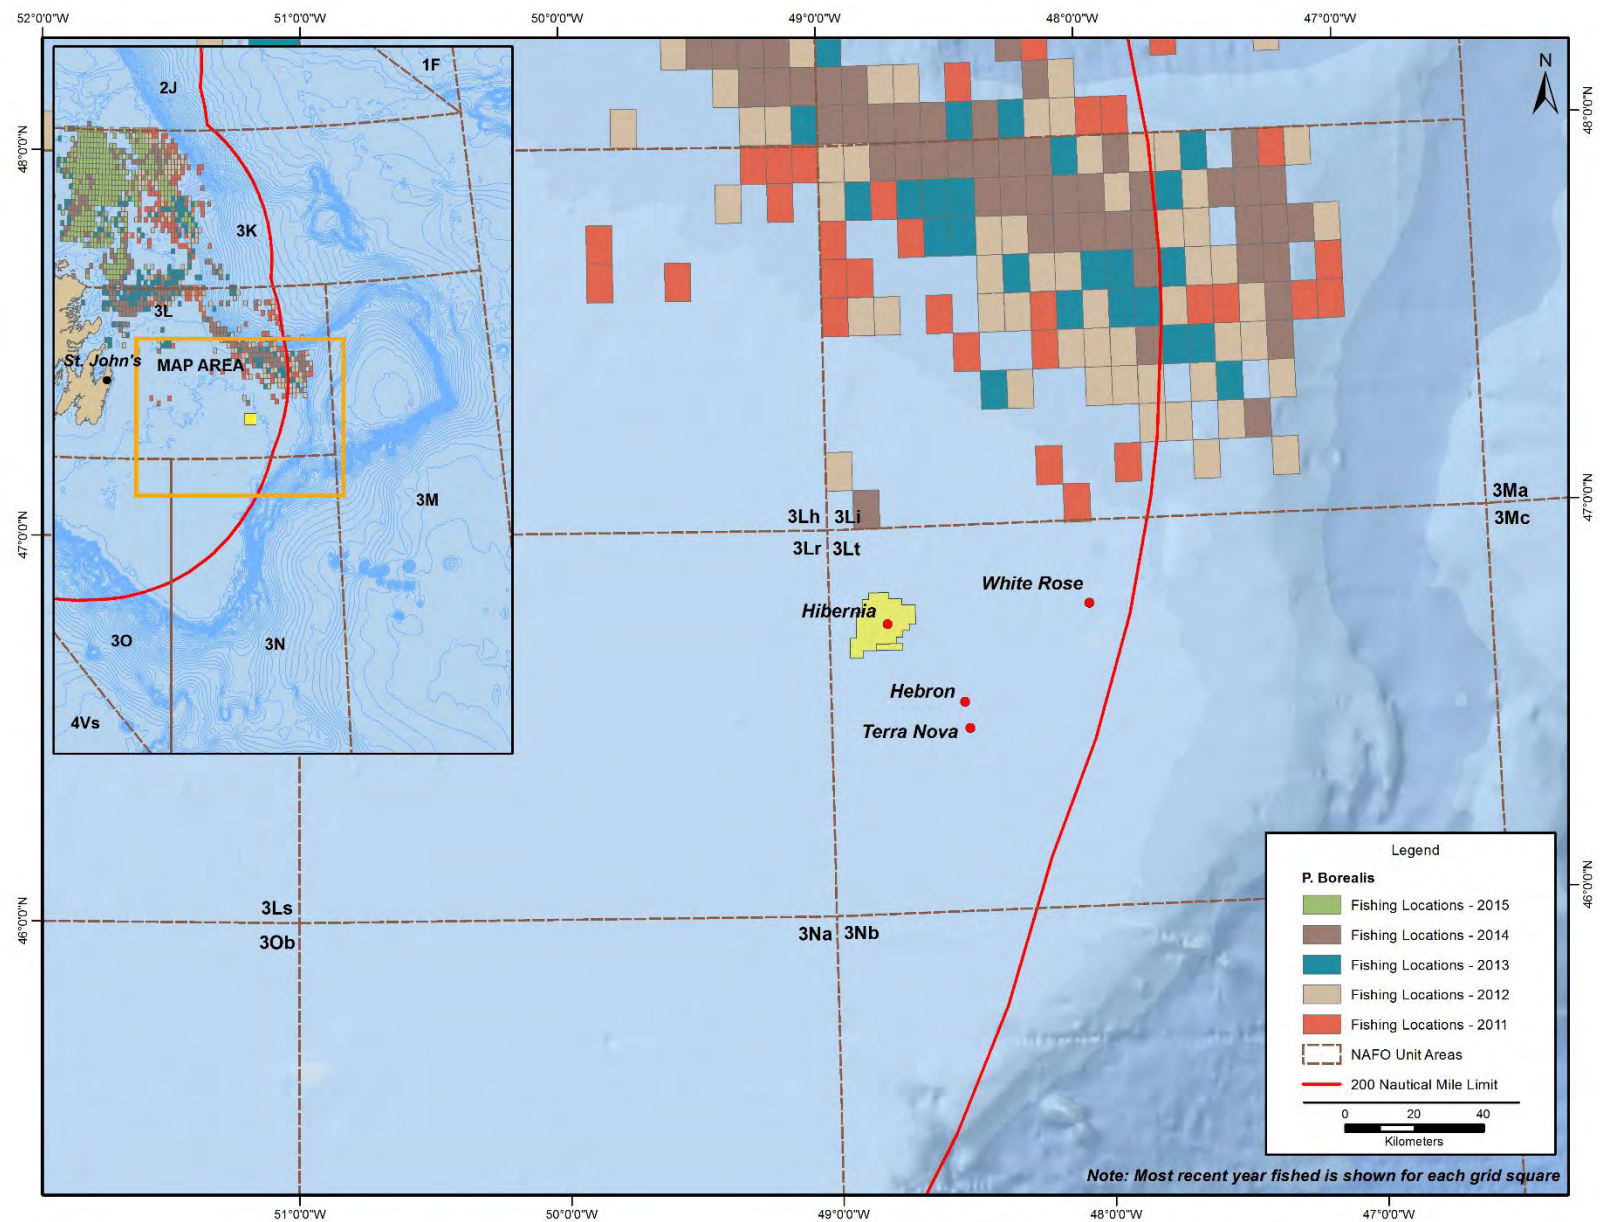 52°0'0"W
51°0'0"W
50°0'0"W
49°0'0"W
48°0'0"W
47°0'0"W
N
48°0'0"N
47°0'0"N
46°0'0"N
48°0'0"N
47°0'0"N
46°0'0"N
1F
2J
3K
3L
St. John's
MAP AREA
3M
3O
3N
4Vs
3Lh
3Li
3Lr
3Lt
3Ma
3Mc
White Rose
Hibernia
Hebron
Terra Nova
3Ls
3Ob
3Na
3Nb
Legend
P. Borealis
Fishing Locations - 2015
Fishing Locations - 2014
Fishing Locations - 2013
Fishing Locations - 2012
Fishing Locations - 2011
NAFO Unit Areas
200 Nautical Mile Limit
0 20 40
Kilometers
Note: Most recent year fished is shown for each grid square
51°0'0"W
50°0'0"W
49°0'0"W
48°0'0"W
47°0'0"W